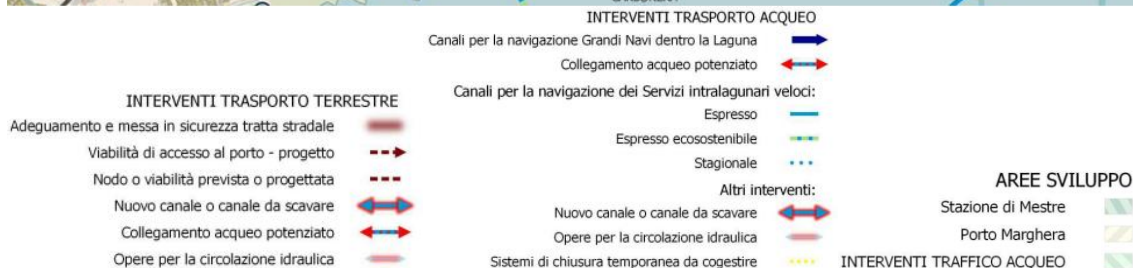 INTERVENTI TRASPORTO ACQUEO
Canali per la navigazione Grandi Navi dentro la Laguna
Collegamento acqueo potenziato
Canali per la navigazione dei Servizi intralagunari veloci:
Espresso
Espresso ecosostenibile
Stagionale
Altri interventi:
Nuovo canale o canale da scavare
Opere per la circolazione idraulica
Sistemi di chiusura temporanea da cogestire
INTERVENTI TRASPORTO TERRESTRE
Adeguamento e messa in sicurezza tratta stradale
Viabilità di accesso al porto - progetto
Nodo o viabilità prevista o progettata
Nuovo canale o canale da scavare
Collegamento acqueo potenziato
Opere per la circolazione idraulica
AREE SVILUPPO
Stazione di Mestre
Porto Marghera
INTERVENTI TRAFFICO ACQUEO